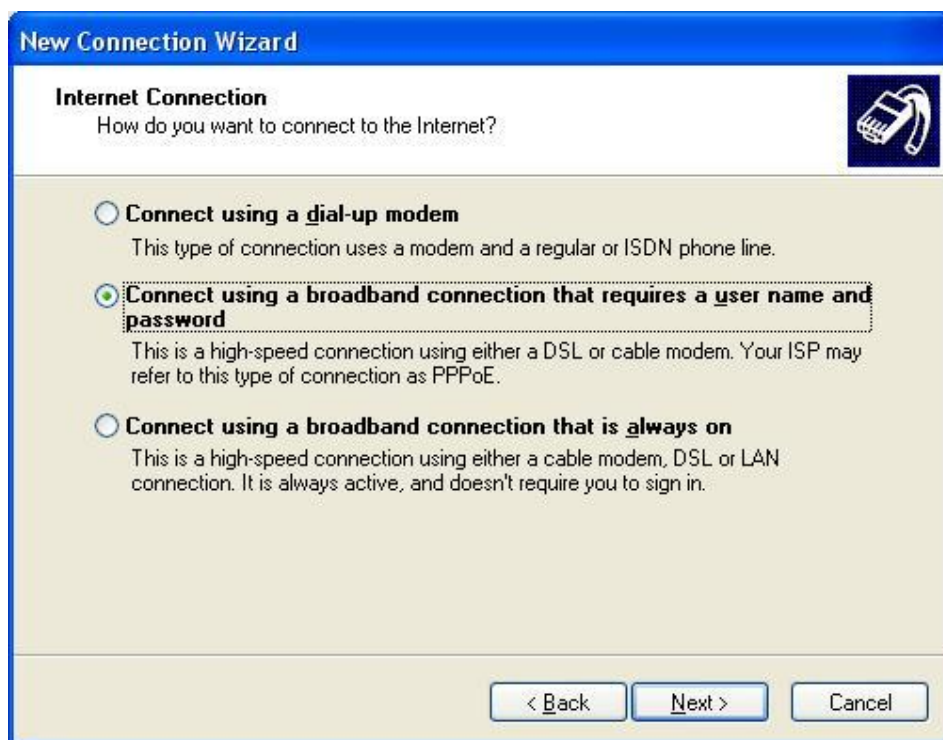 New Connection Wizard
Internet Connection
How do you want to connect to the Internet?
Connect using a dial-up modem
This type of connection uses a modem and a regular or ISDN phone line.
Connect using a broadband connection that requires a user name and
password
This is a high-speed connection using either a DSL or cable modem. Your ISP may
refer to this type of connection as PPPoE.
Connect using a broadband connection that is always on
This is a high-speed connection using either a cable modem, DSL or LAN
connection. It is always active, and doesn't require you to sign in.
< Back Next > Cancel